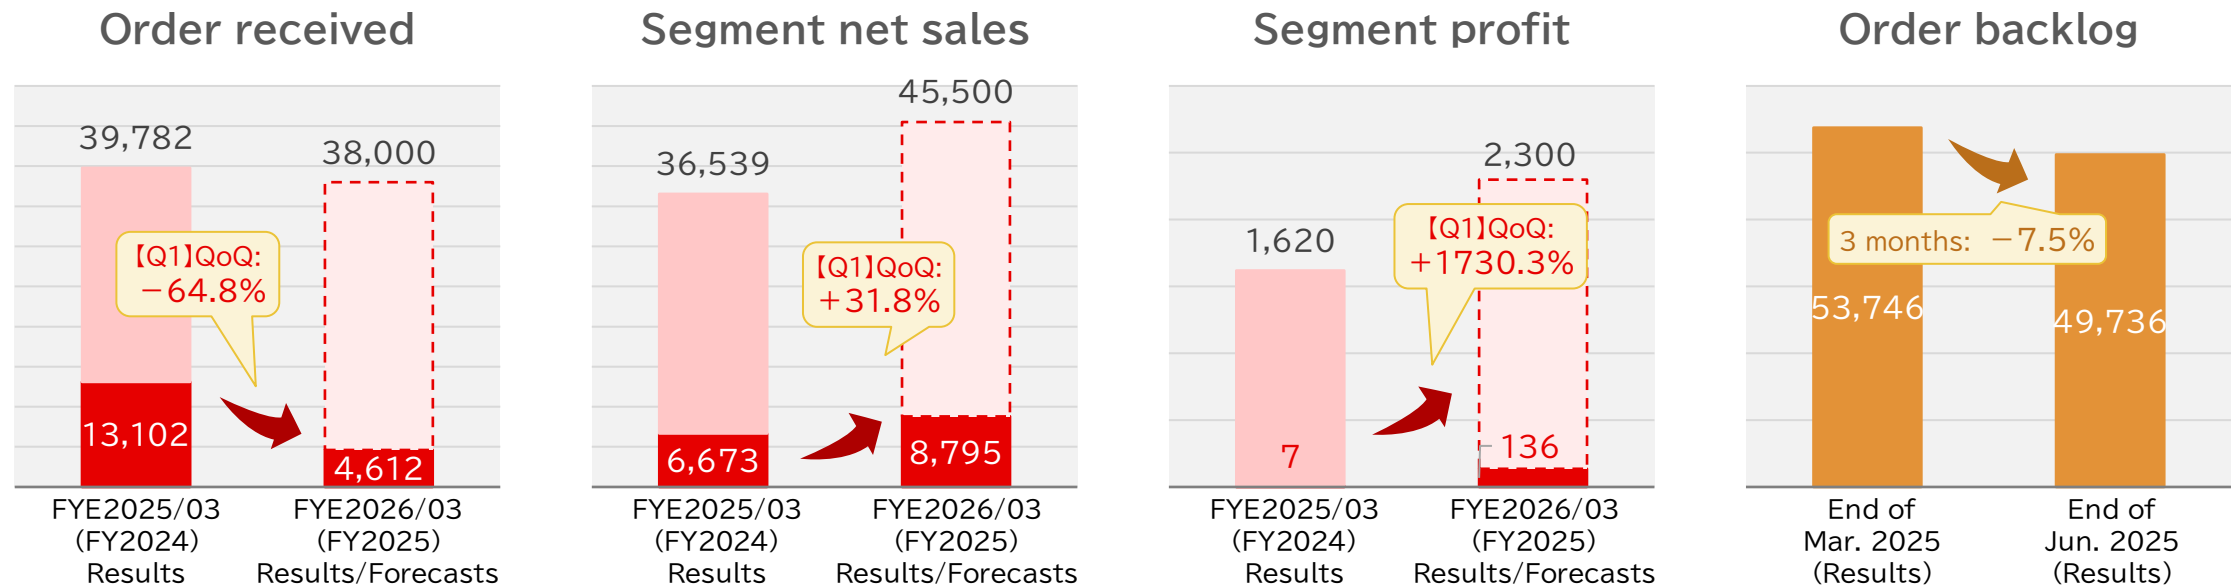 Order received
39,782
38,000
【Q1】QoQ:
−64.8%
13,102
4,612
FYE2025/03
(FY2024)
Results
FYE2026/03
(FY2025)
Results/Forecasts
Segment net sales
45,500
36,539
【Q1】QoQ:
+31.8%
6,673
8,795
FYE2025/03
(FY2024)
Results
FYE2026/03
(FY2025)
Results/Forecasts
Segment profit
2,300
1,620
【Q1】QoQ:
+1730.3%
7
136
FYE2025/03
(FY2024)
Results
FYE2026/03
(FY2025)
Results/Forecasts
Order backlog
3 months: −7.5%
53,746
49,736
End of
Mar. 2025
(Results)
End of
Jun. 2025
(Results)